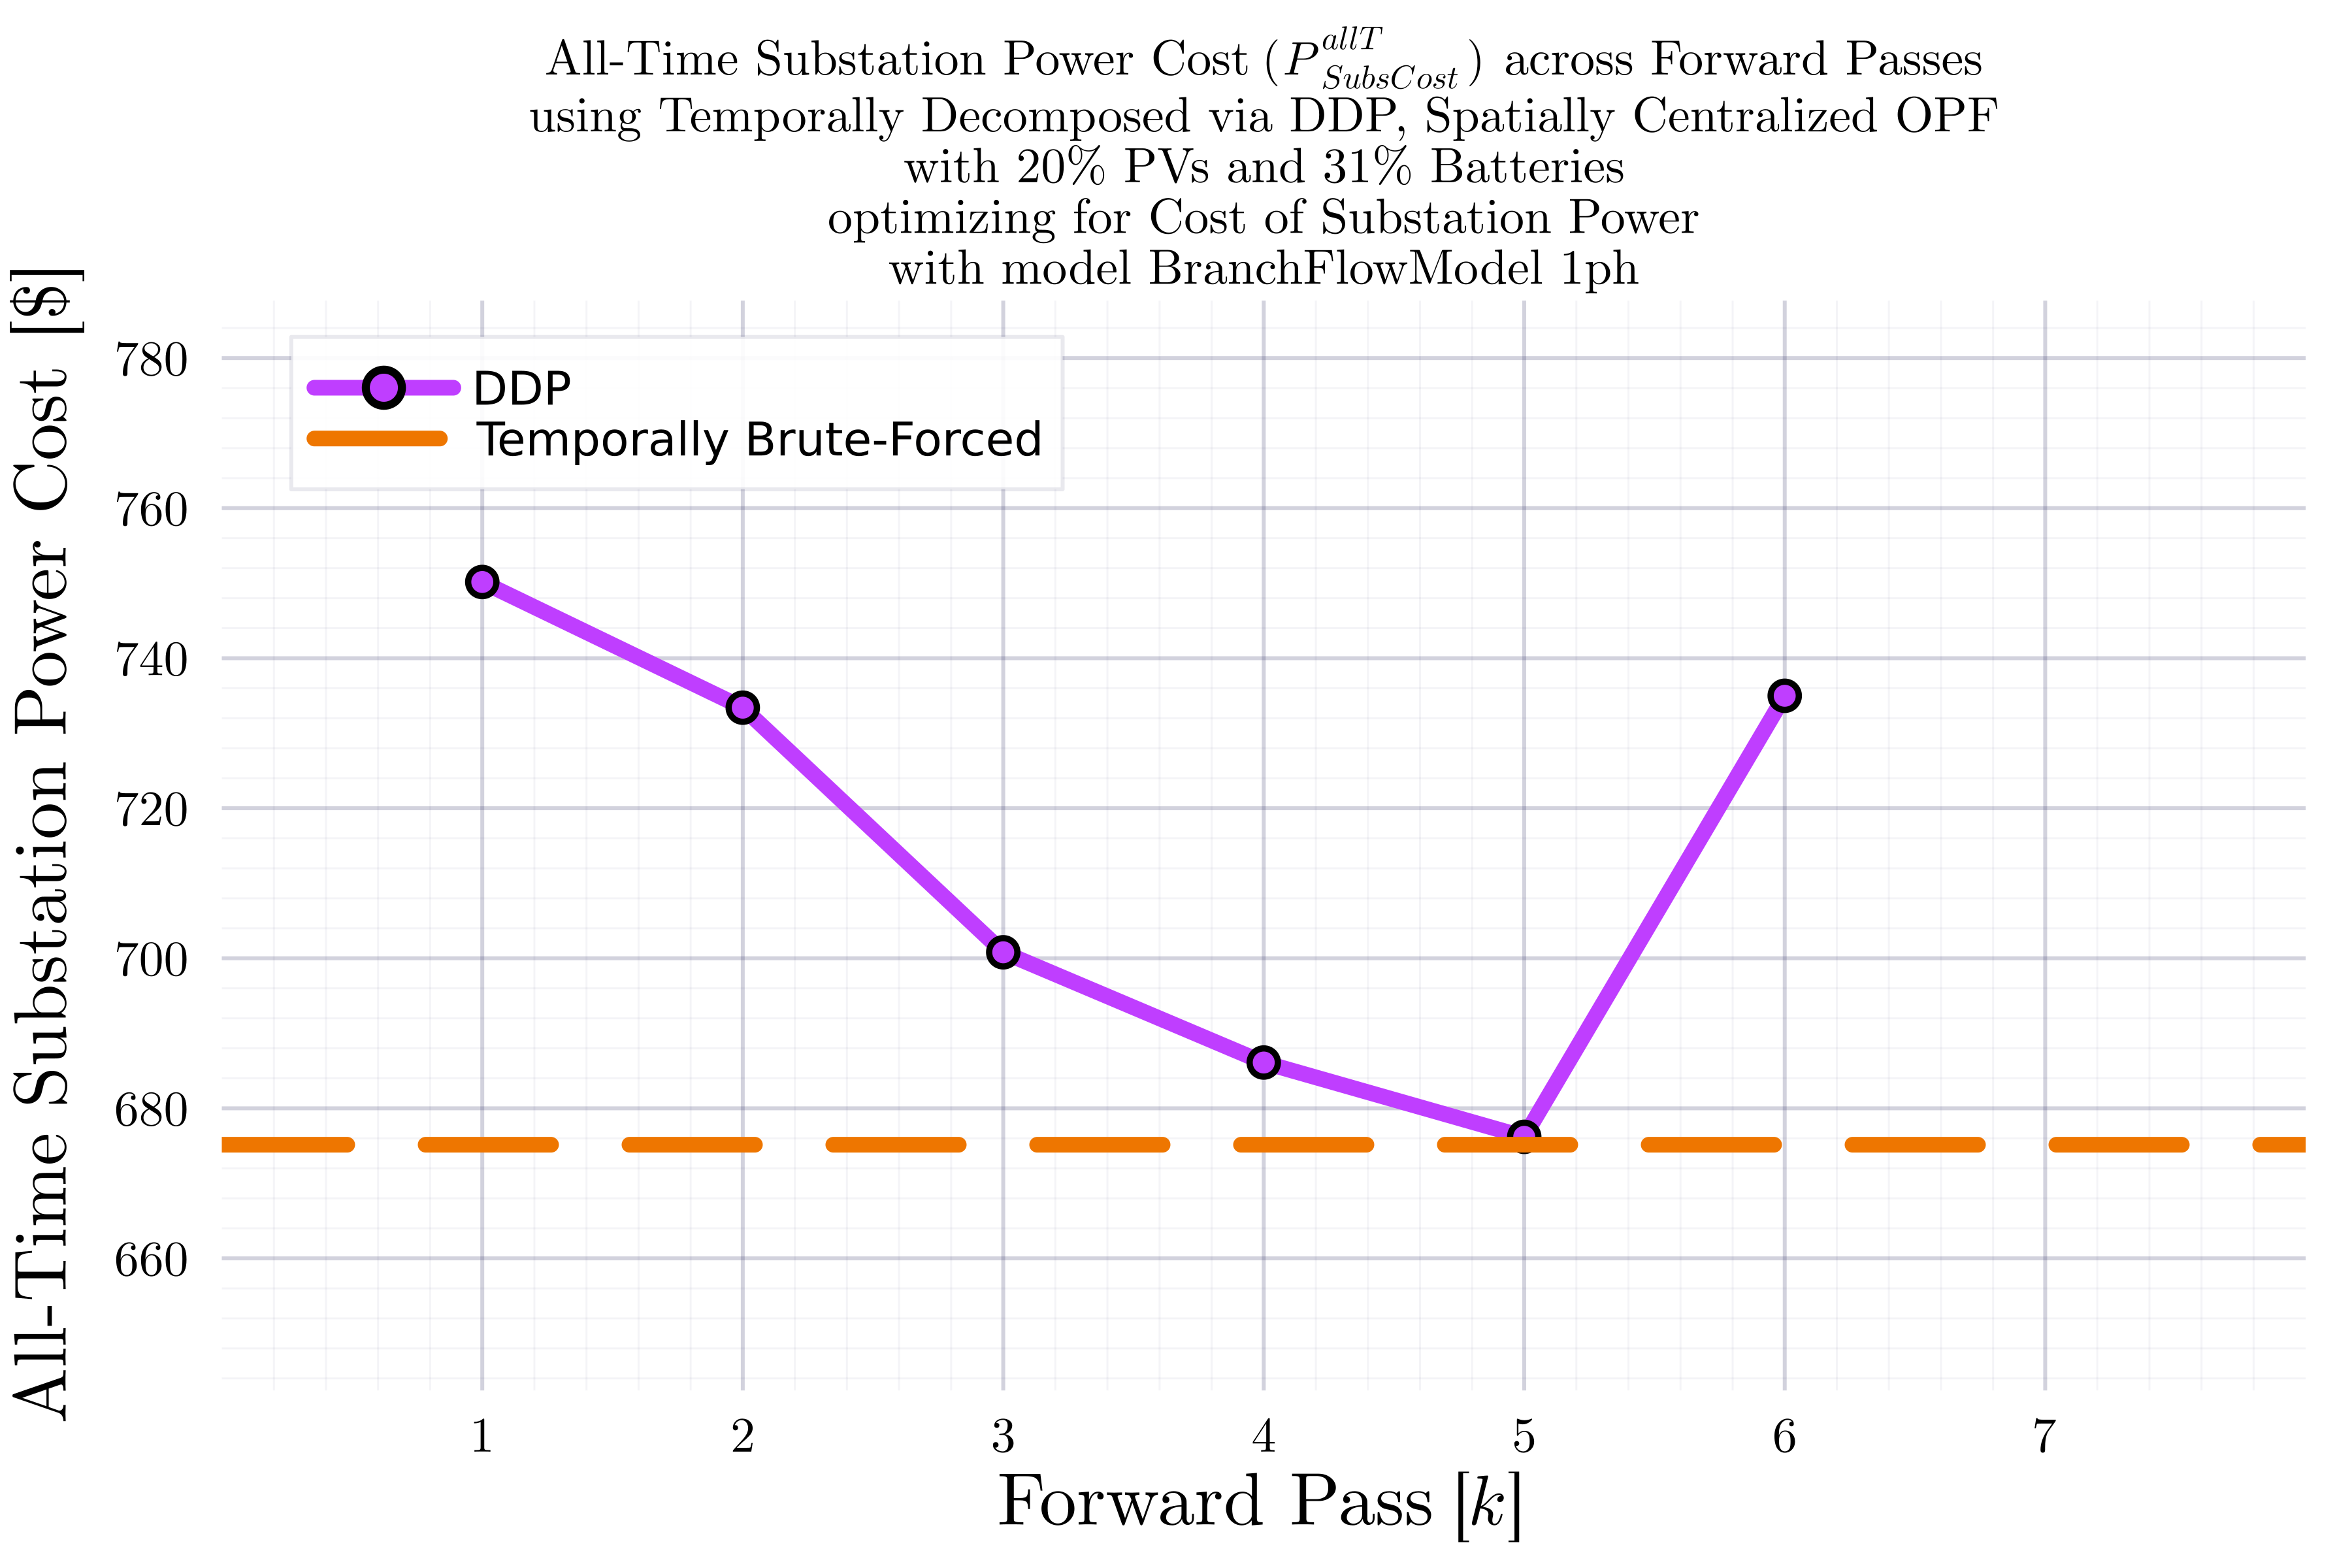 All-Time Substation Power Cost (P^{allT}_{SubsCost}) across Forward Passes
using Temporally Decomposed via DDP, Spatially Centralized OPF
with 20% PVs and 31% Batteries
optimizing for Cost of Substation Power
with model BranchFlowModel 1ph
All-Time Substation Power Cost [$]
780
760
740
720
700
680
660
DDP
Temporally Brute-Forced
1 2 3 4 5 6 7
Forward Pass [k]